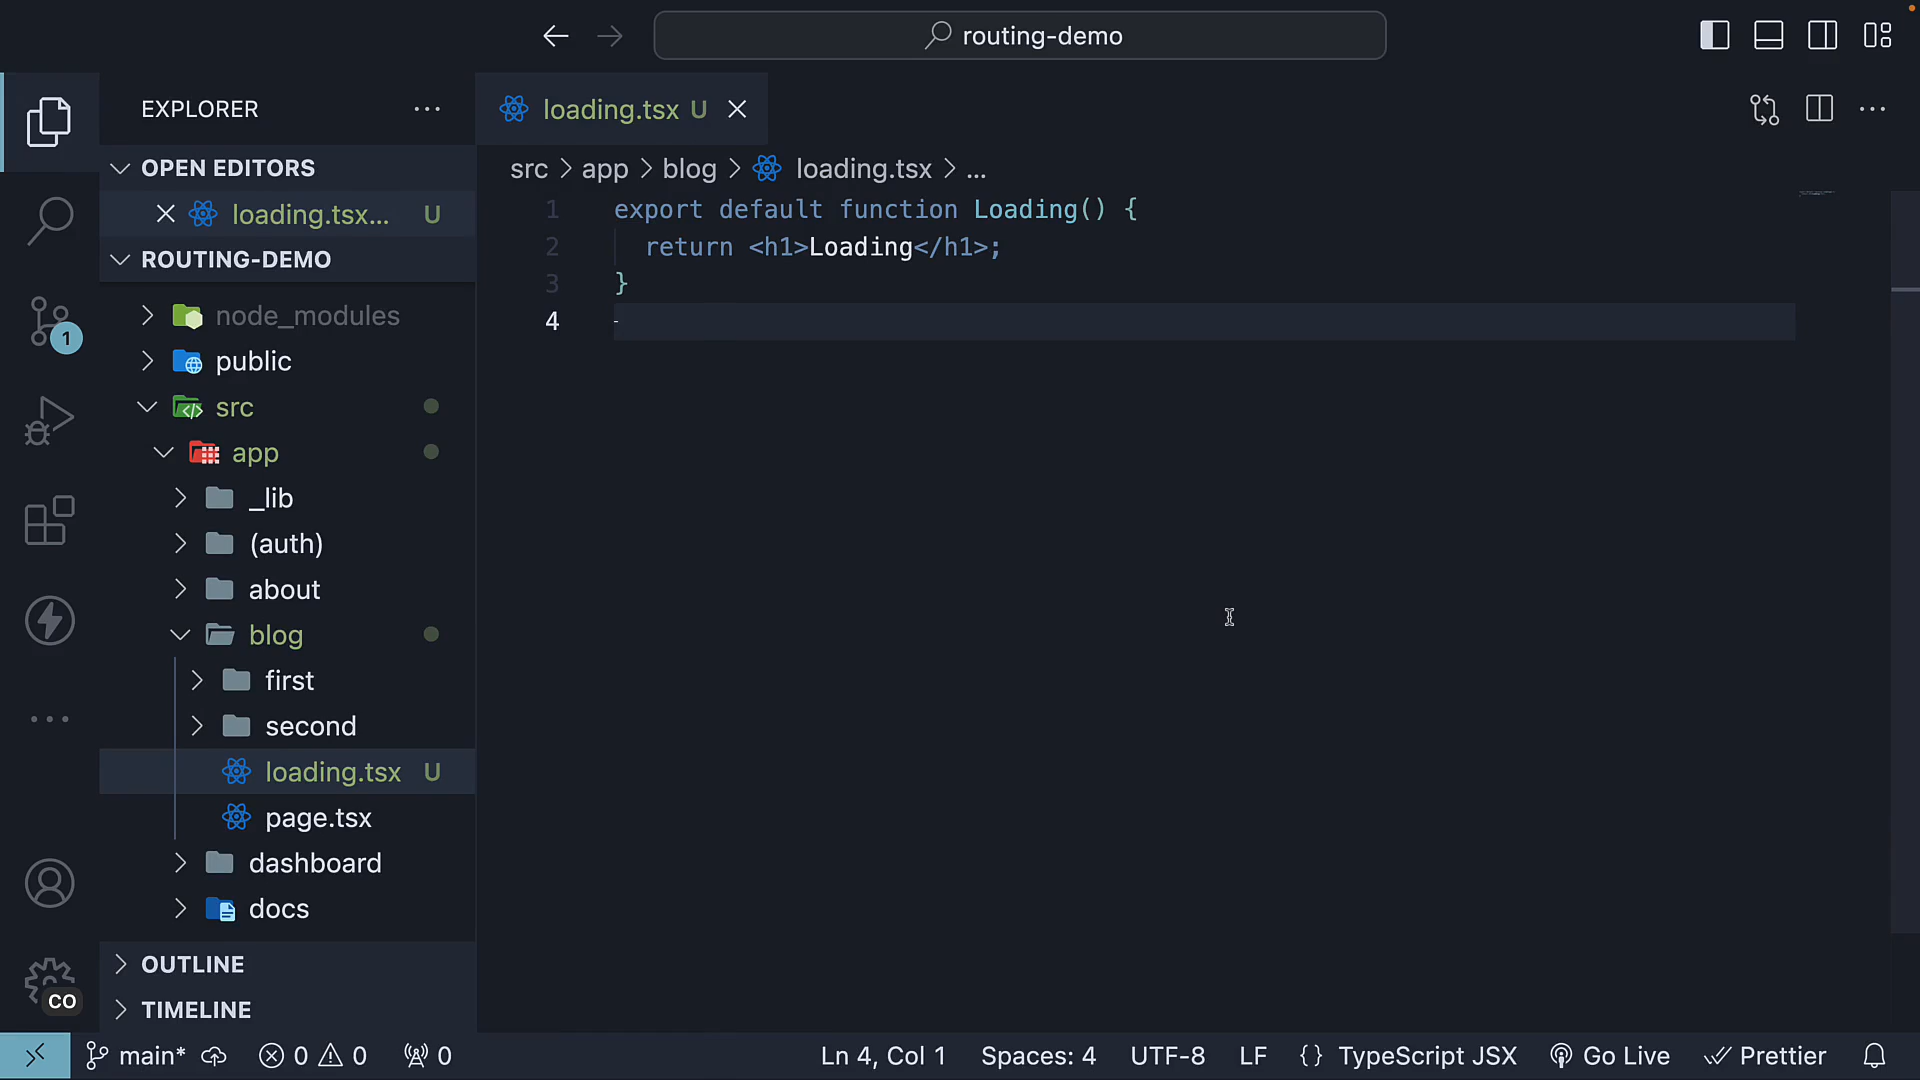 routing-demo
EXPLORER
loading.tsx U
OPEN EDITORS
loading.tsx... U
ROUTING-DEMO
node_modules
public
src
app
_lib
(auth)
about
blog
first
second
loading.tsx U
page.tsx
dashboard
docs
OUTLINE
TIMELINE
1
CO
src > app > blog > loading.tsx > ...
1 export default function Loading() {
2 return <h1>Loading</h1>;
3 }
4
main* 0 0 0 Ln 4, Col 1 Spaces: 4 UTF-8 LF {} TypeScript JSX Go Live Prettier